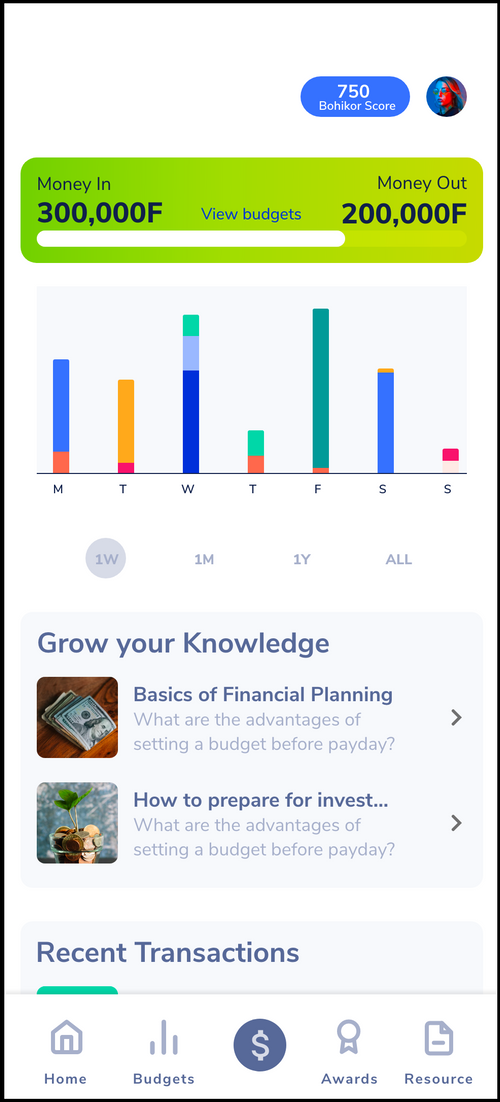 750
Bohikor Score
Money In
Money Out
300,000F
View budgets
200,000F
M T W T F S S
1W 1M 1Y ALL
Grow your Knowledge
Basics of Financial Planning
What are the advantages of
setting a budget before payday?
How to prepare for invest...
What are the advantages of
setting a budget before payday?
Recent Transactions
$
Home Budgets Awards Resource